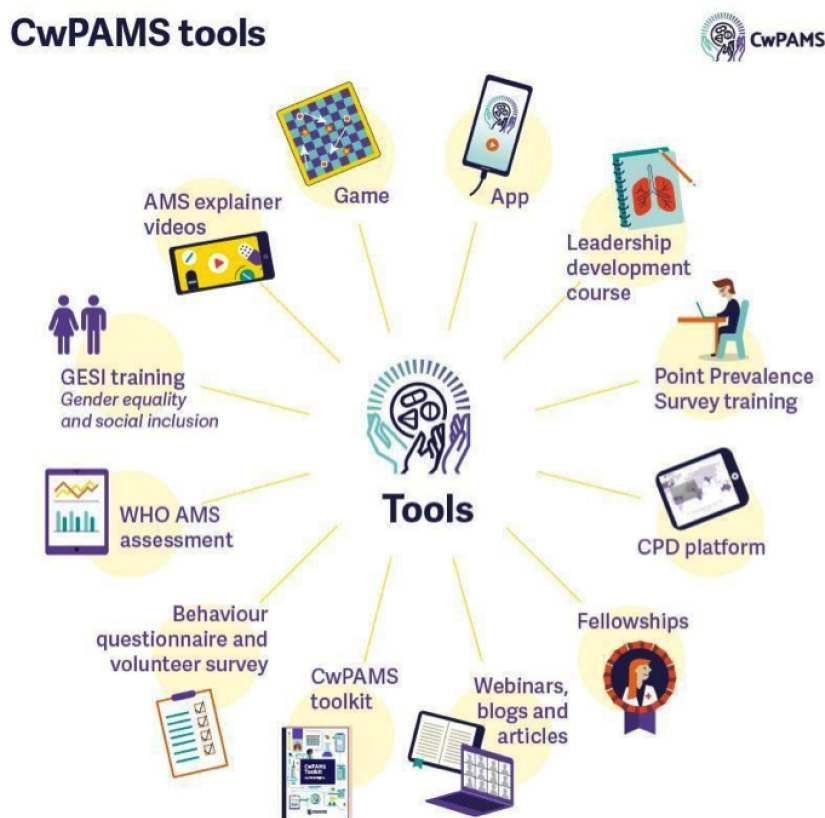 CwPAMS tools
CwPAMS
Game
App
AMS explainer
videos
Leadership
development
course
GESI training
Gender equality
and social inclusion
Point Prevalence
Survey training
Tools
WHO AMS
assessment
CPD platform
Behaviour
questionnaire and
volunteer survey
CwPAMS
toolkit
Webinars,
blogs and
articles
Fellowships
CwPAMS
Toolkit